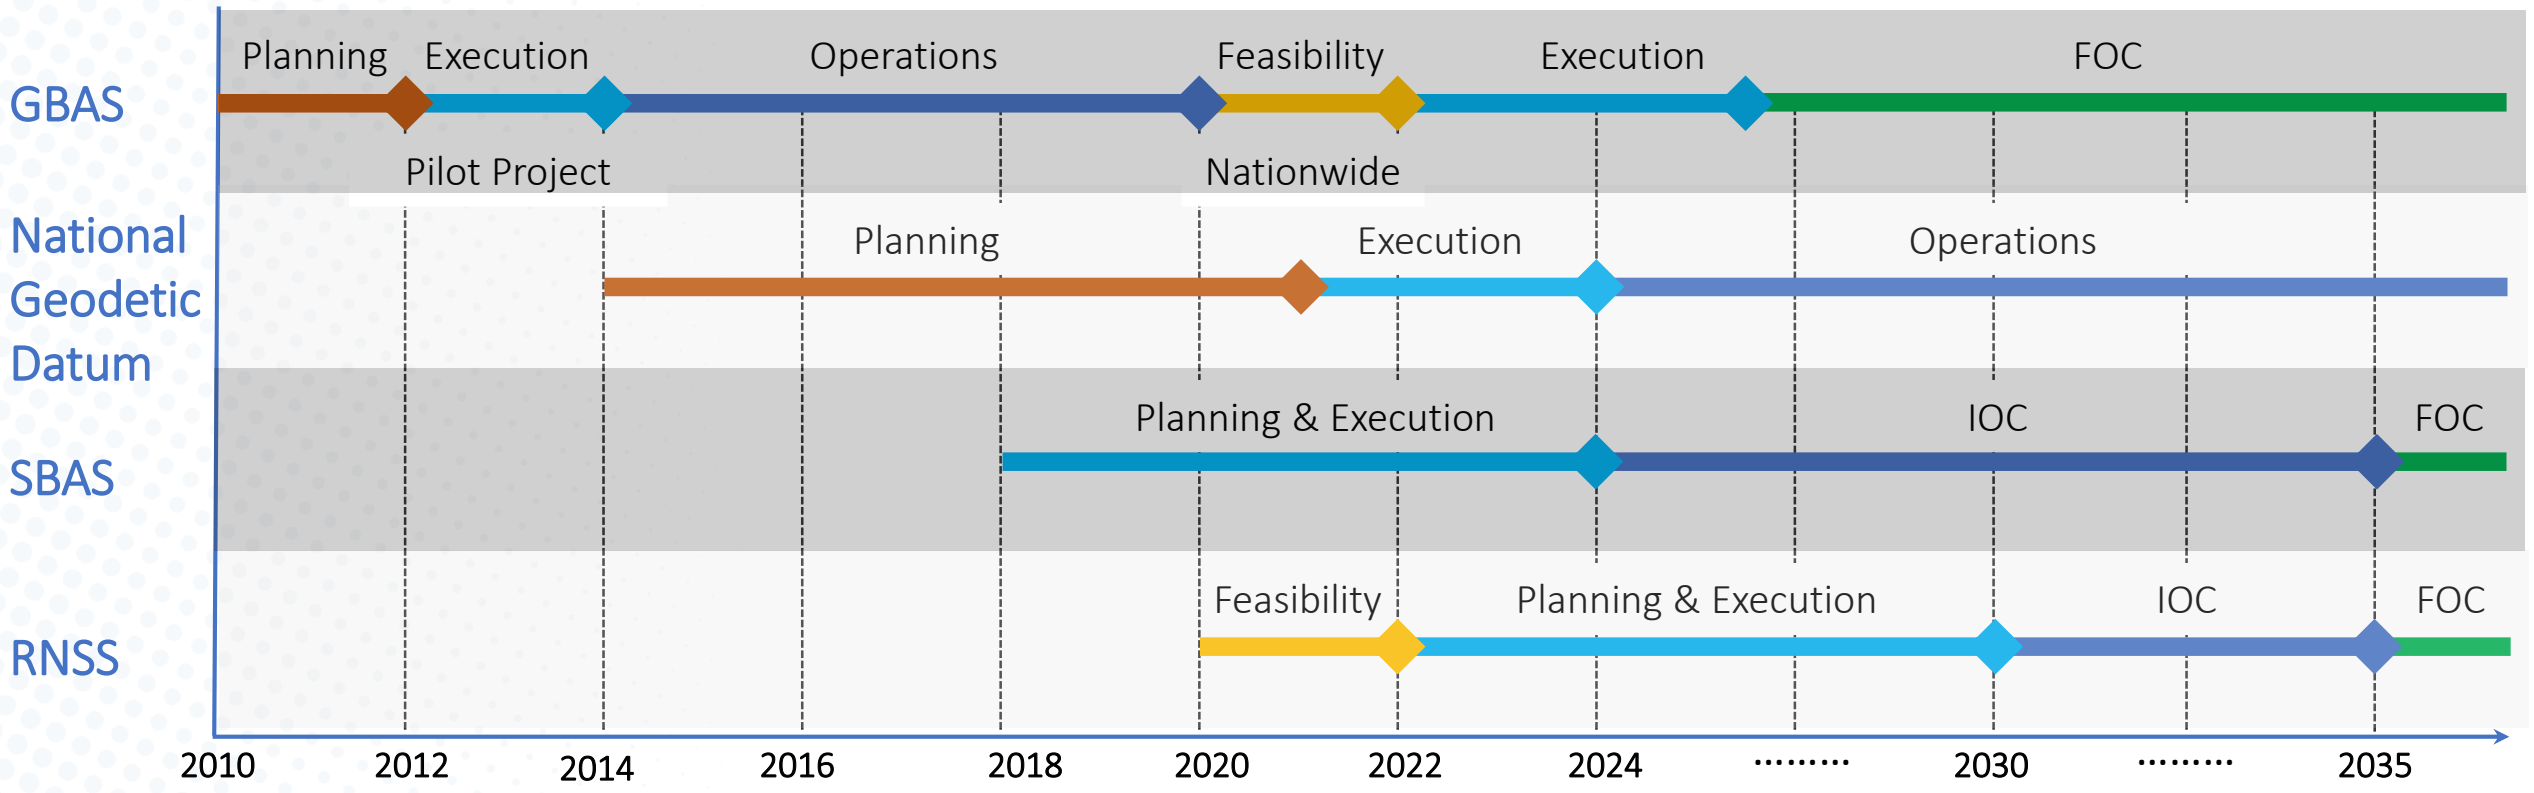 Planning Execution Operations Feasibility Execution FOC
GBAS
Pilot Project Nationwide
National
Geodetic
Datum
Planning Execution Operations
Planning & Execution IOC FOC
SBAS
Feasibility Planning & Execution IOC FOC
RNSS
2010 2012 2014 2016 2018 2020 2022 2024 ......... 2030 ......... 2035